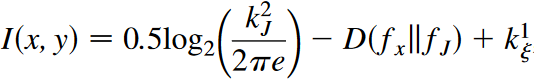 I(x, y) = 0.5log₂(k_J²/2πe) − D(f_x||f_J) + k_ξ¹.